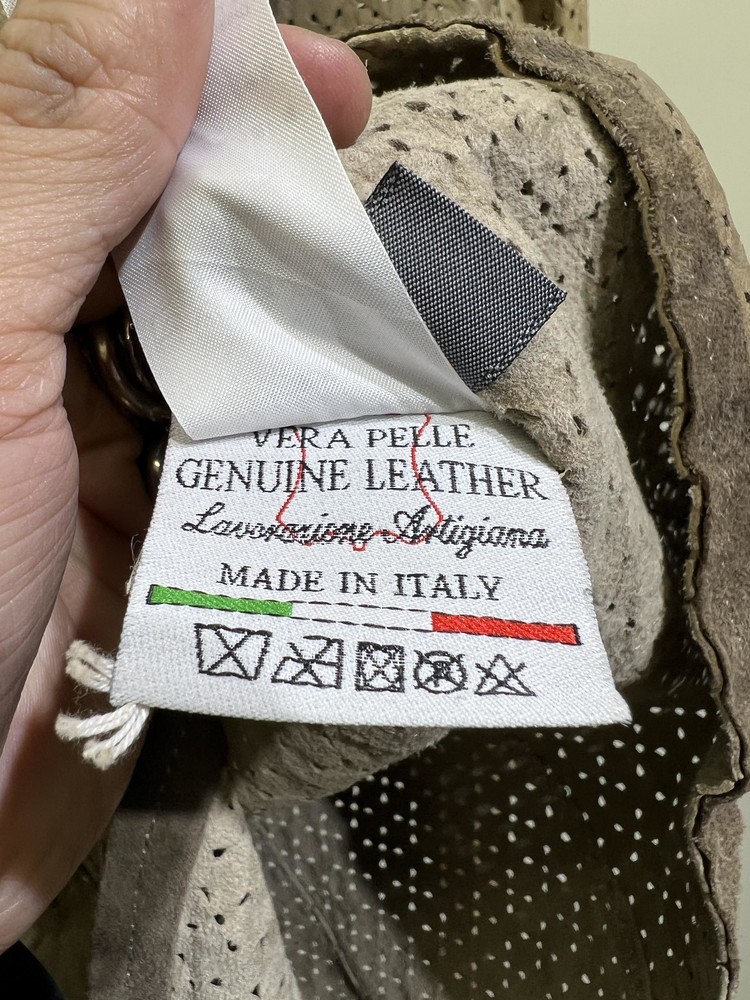 VERA PELLE
GENUINE LEATHER
Lavorazione Artigiana
MADE IN ITALY
R